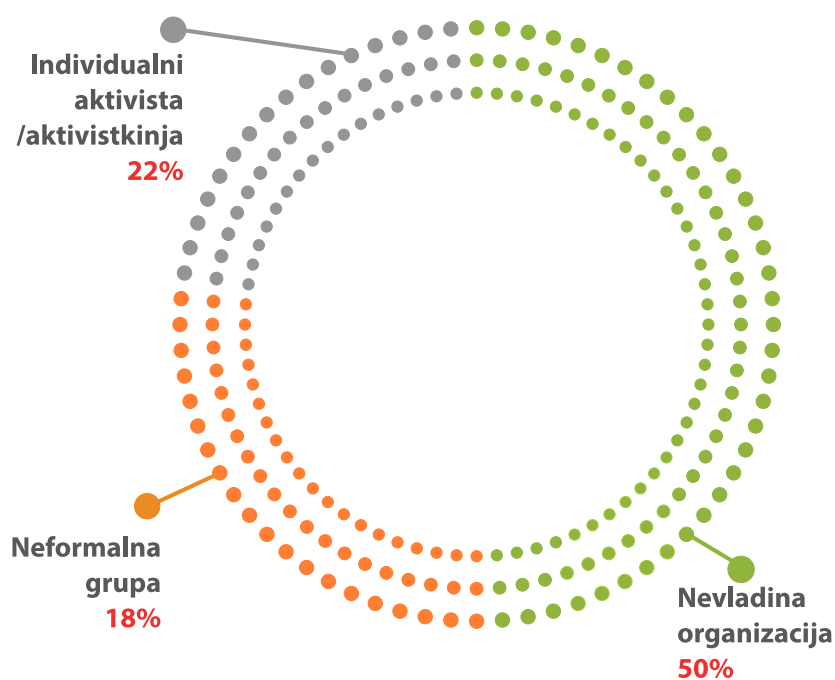 Individualni
aktivista
/aktivistkinja
22%
Neformalna
grupa
18%
Nevladina
organizacija
50%